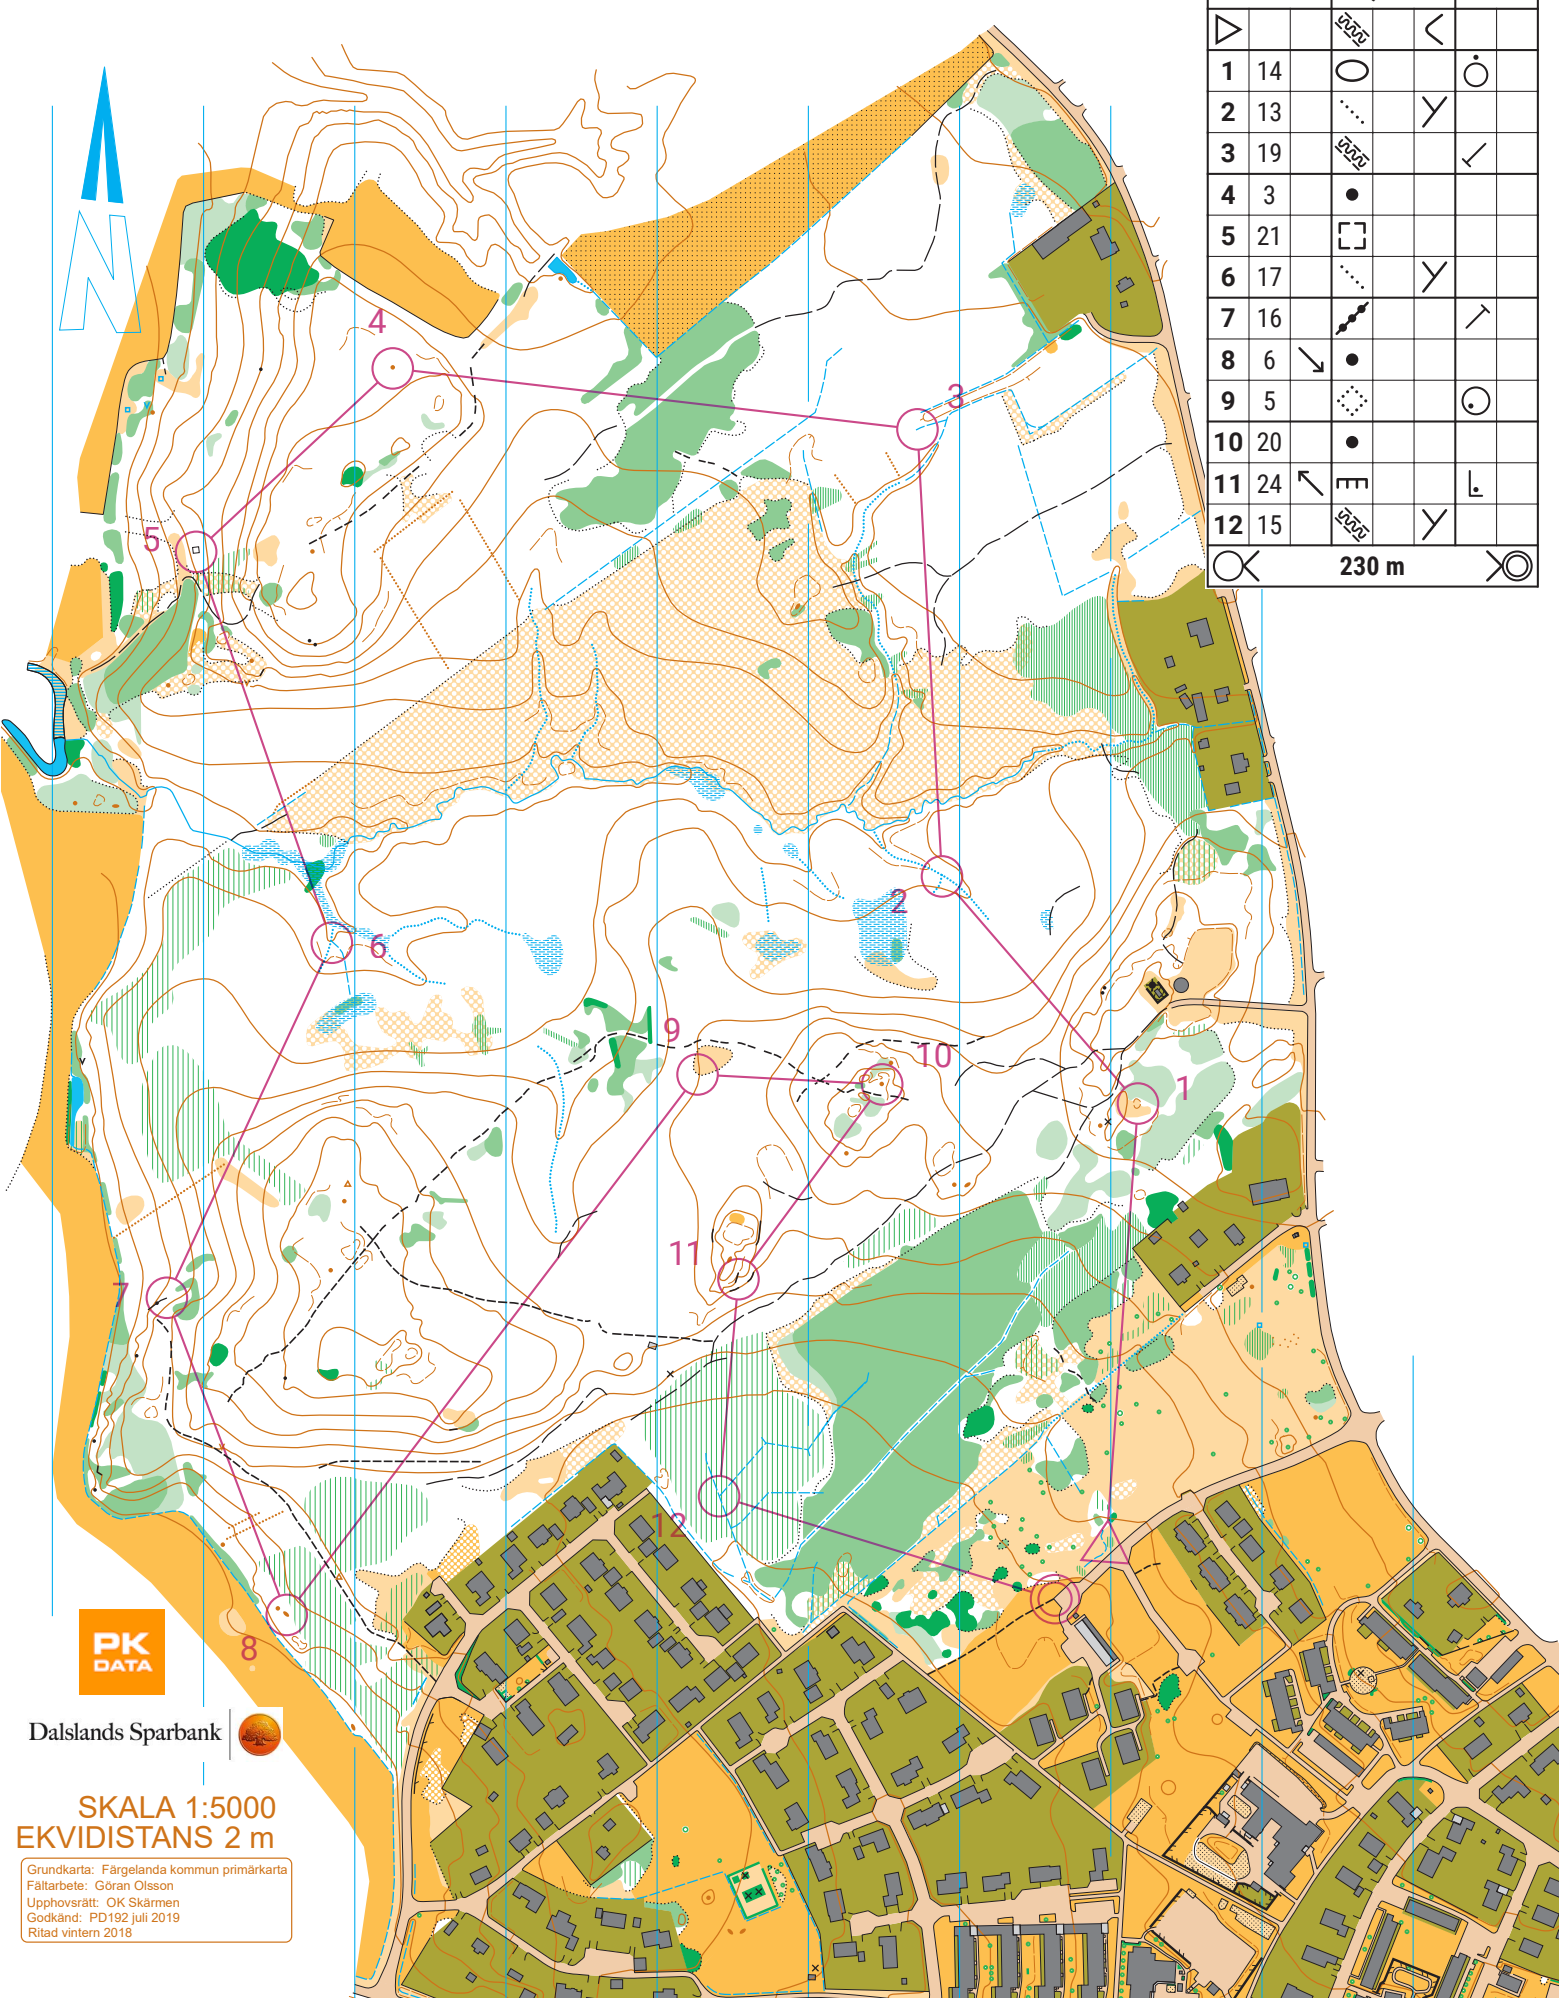 1 14
2 13
3 19
4 3
5 21
6 17
7 16
8 6
9 5
10 20
11 24
12 15
230 m
4
3
5
2
6
9
10
1
11
7
12
8
N
PK
DATA
Dalslands Sparbank
SKALA 1:5000
EKVIDISTANS 2 m
Grundkarta: Färgelanda kommun primärkarta
Fältarbete: Göran Olsson
Upphovsrätt: OK Skärmen
Godkänd: PD192 juli 2019
Ritad vintern 2018